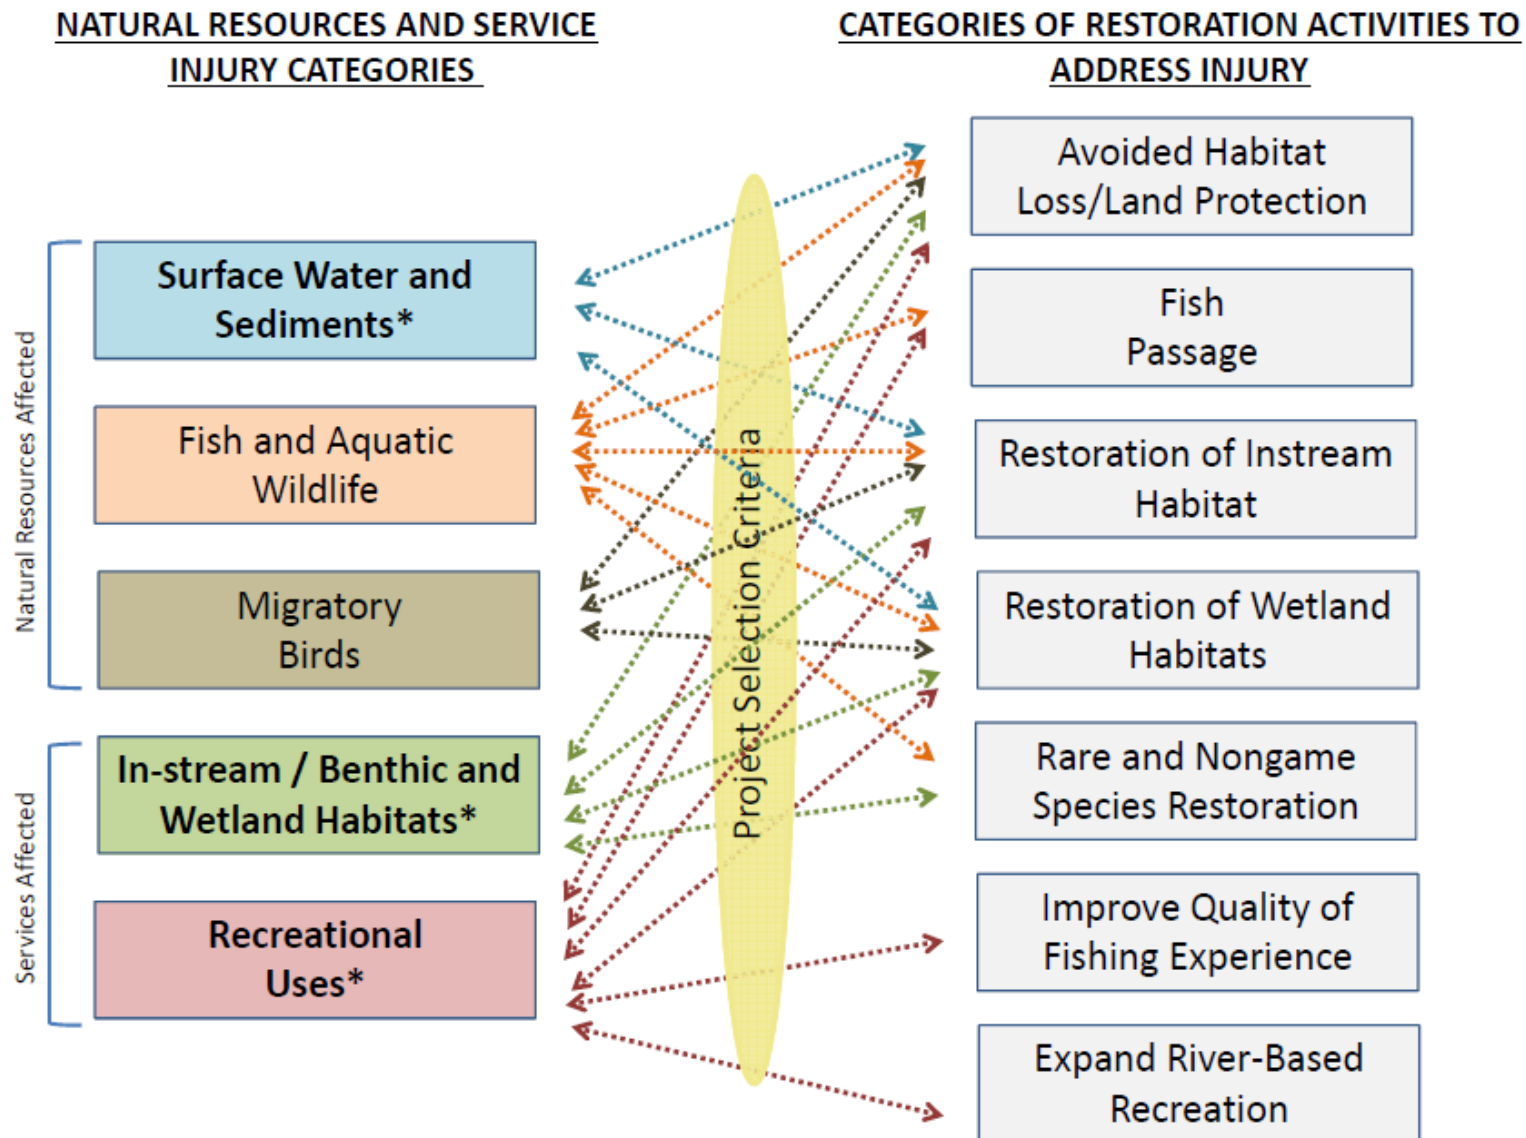 NATURAL RESOURCES AND SERVICE
INJURY CATEGORIES
CATEGORIES OF RESTORATION ACTIVITIES TO
ADDRESS INJURY
Natural Resources Affected
Surface Water and
Sediments*
Fish and Aquatic
Wildlife
Migratory
Birds
Services Affected
In-stream / Benthic and
Wetland Habitats*
Recreational
Uses*
Project Selection Criteria
Avoided Habitat
Loss/Land Protection
Fish
Passage
Restoration of Instream
Habitat
Restoration of Wetland
Habitats
Rare and Nongame
Species Restoration
Improve Quality of
Fishing Experience
Expand River-Based
Recreation